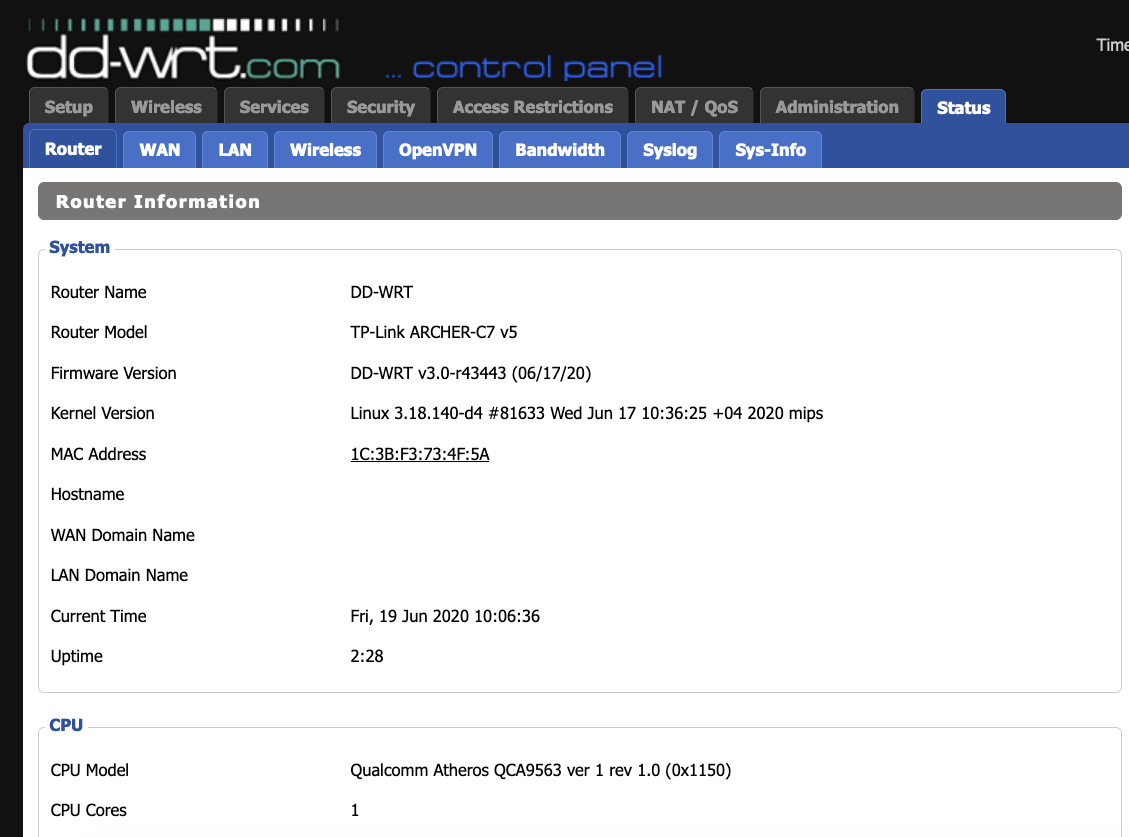 dd-wrt.com ... control panel
Time
Setup Wireless Services Security Access Restrictions NAT / QoS Administration Status
Router WAN LAN Wireless OpenVPN Bandwidth Syslog Sys-Info
Router Information
System
Router Name DD-WRT
Router Model TP-Link ARCHER-C7 v5
Firmware Version DD-WRT v3.0-r43443 (06/17/20)
Kernel Version Linux 3.18.140-d4 #81633 Wed Jun 17 10:36:25 +04 2020 mips
MAC Address 1C:3B:F3:73:4F:5A
Hostname
WAN Domain Name
LAN Domain Name
Current Time Fri, 19 Jun 2020 10:06:36
Uptime 2:28
CPU
CPU Model Qualcomm Atheros QCA9563 ver 1 rev 1.0 (0x1150)
CPU Cores 1